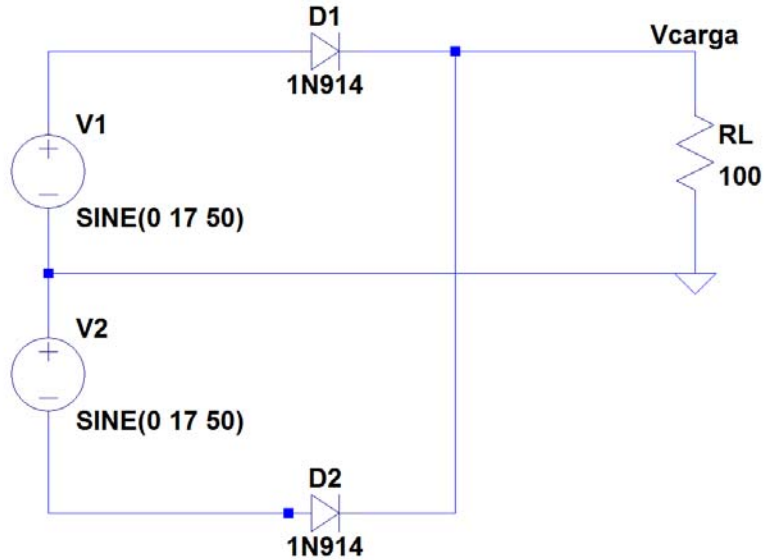 D1
1N914
Vcarga
V1
SINE(0 17 50)
RL
100
V2
SINE(0 17 50)
D2
1N914